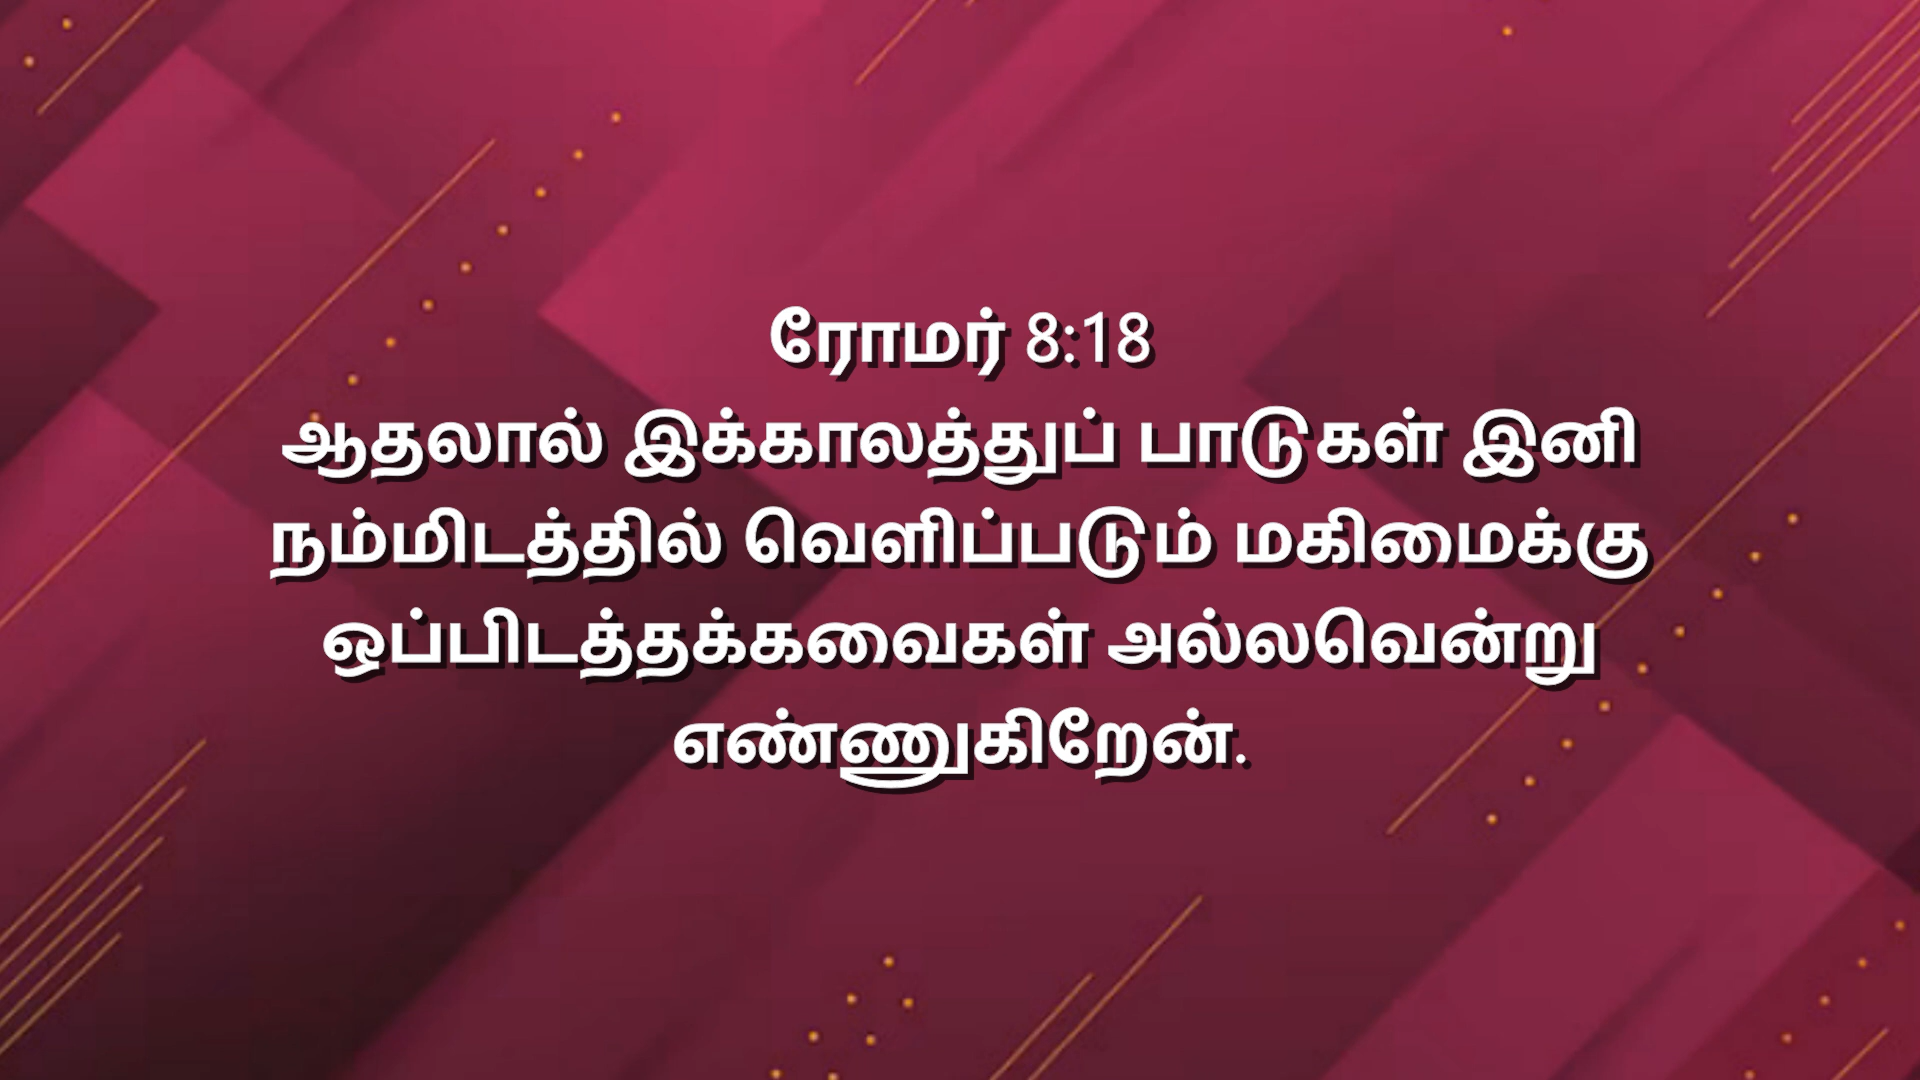 ரோமர் 8:18
ஆதலால் இக்காலத்துப் பாடுகள் இனி
நம்மிடத்தில் வெளிப்படும் மகிமைக்கு
ஒப்பிடத்தக்கவைகள் அல்லவென்று
எண்ணுகிறேன்.